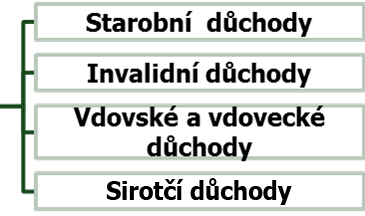 Starobní důchody
Invalidní důchody
Vdovské a vdovecké
důchody
Sirotčí důchody